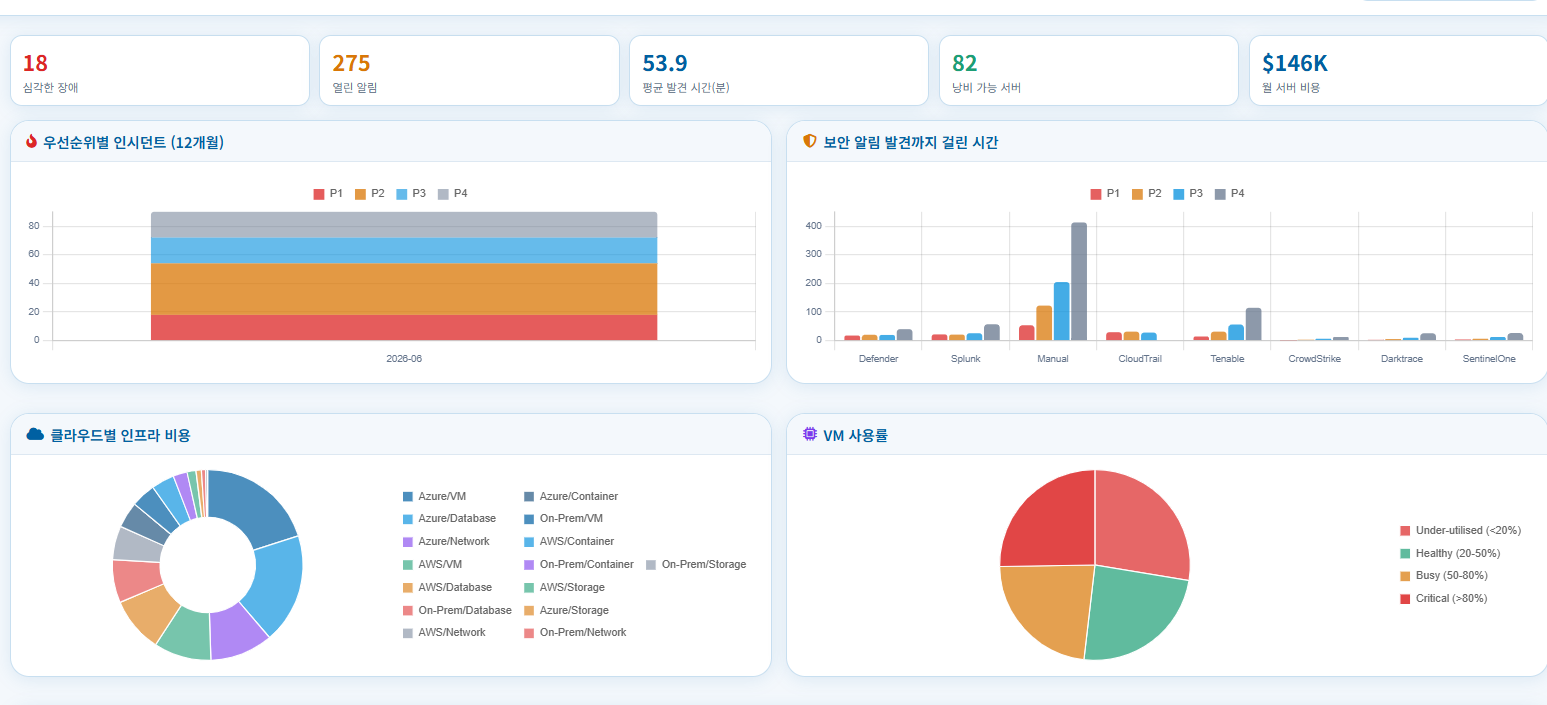 18
심각한 장애
275
열린 알림
53.9
평균 발견 시간(분)
82
낭비 가능 서버
$146K
월 서버 비용
우선순위별 인시던트 (12개월)
P1 P2 P3 P4
80
60
40
20
0
2026-06
보안 알림 발견까지 걸린 시간
P1 P2 P3 P4
400
300
200
100
0
Defender Splunk Manual CloudTrail Tenable CrowdStrike Darktrace SentinelOne
클라우드별 인프라 비용
Azure/VM Azure/Container
Azure/Database On-Prem/VM
Azure/Network AWS/Container
AWS/VM On-Prem/Container On-Prem/Storage
AWS/Database AWS/Storage
On-Prem/Database Azure/Storage
AWS/Network On-Prem/Network
VM 사용률
Under-utilised (<20%)
Healthy (20-50%)
Busy (50-80%)
Critical (>80%)